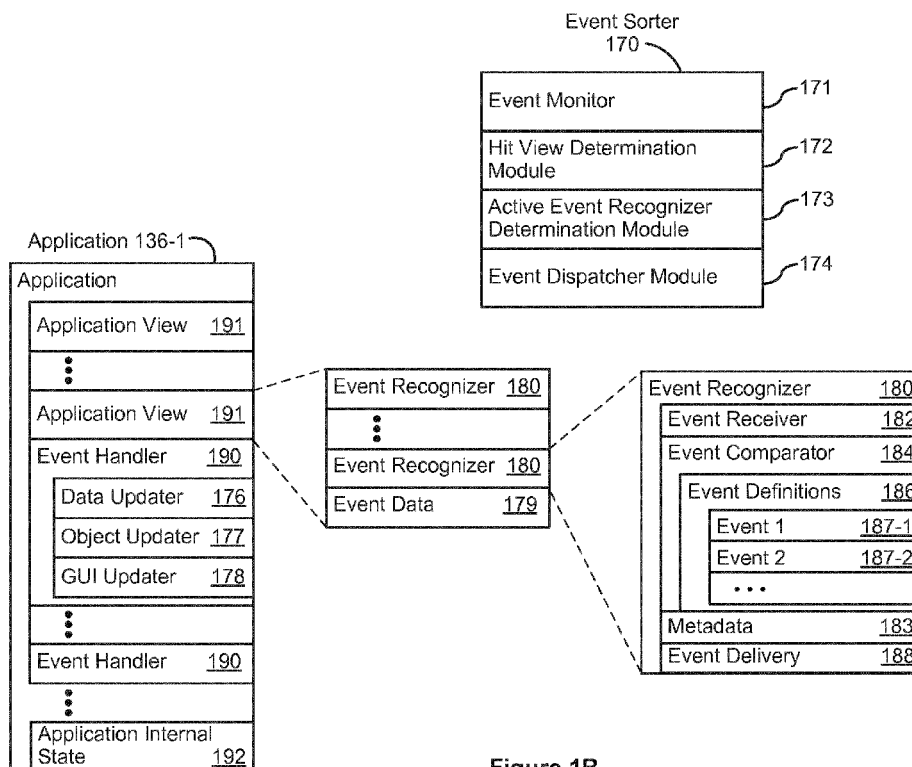 Event Sorter
170
Event Monitor
171
Hit View Determination
Module
172
Active Event Recognizer
Determination Module
173
Event Dispatcher Module
174
Application 136-1
Application
Application View 191
Application View 191
Event Handler 190
Data Updater 176
Object Updater 177
GUI Updater 178
Event Handler 190
Application Internal
State 192
Event Recognizer 180
Event Recognizer 180
Event Data 179
Event Recognizer 180
Event Receiver 182
Event Comparator 184
Event Definitions 186
Event 1 187-1
Event 2 187-2
• • •
Metadata 183
Event Delivery 188
Figure 1B